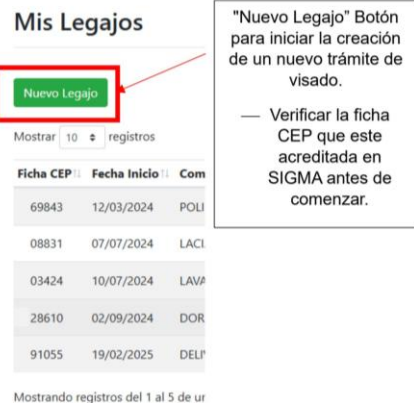 Mis Legajos
Nuevo Legajo
Mostrar 10 registros
Ficha CEP Fecha Inicio Com
69843 12/03/2024 POLI
08831 07/07/2024 LACI
03424 10/07/2024 LAVA
28610 02/09/2024 DOR
91055 19/02/2025 DELI
Mostrando registros del 1 al 5 de un
"Nuevo Legajo" Botón
para iniciar la creación
de un nuevo trámite de
visado.
— Verificar la ficha
CEP que este
acreditada en
SIGMA antes de
comenzar.